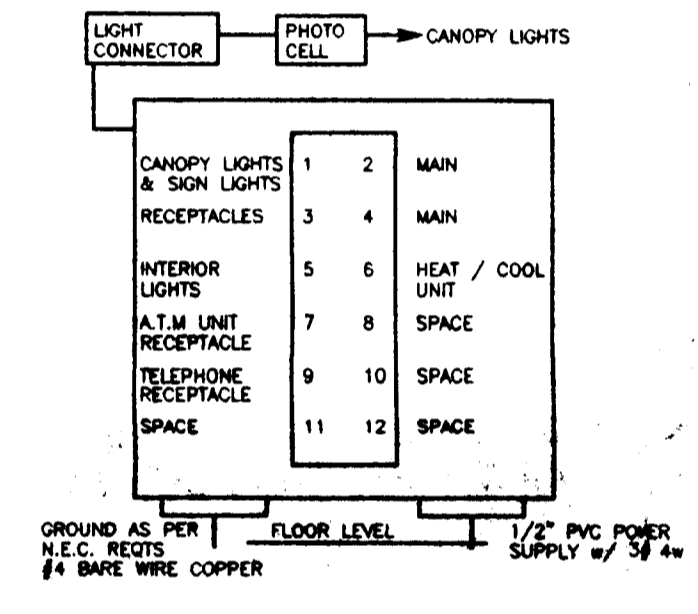 LIGHT
CONNECTOR
PHOTO
CELL
CANOPY LIGHTS
CANOPY LIGHTS
& SIGN LIGHTS
1
2
MAIN
RECEPTACLES
3
4
MAIN
INTERIOR
LIGHTS
5
6
HEAT / COOL
UNIT
A.T.M UNIT
RECEPTACLE
7
8
SPACE
TELEPHONE
RECEPTACLE
9
10
SPACE
SPACE
11
12
SPACE
GROUND AS PER
N.E.C. REQTS
#4 BARE WIRE COPPER
FLOOR LEVEL
1/2" PVC POWER
SUPPLY w/ 3# 4w